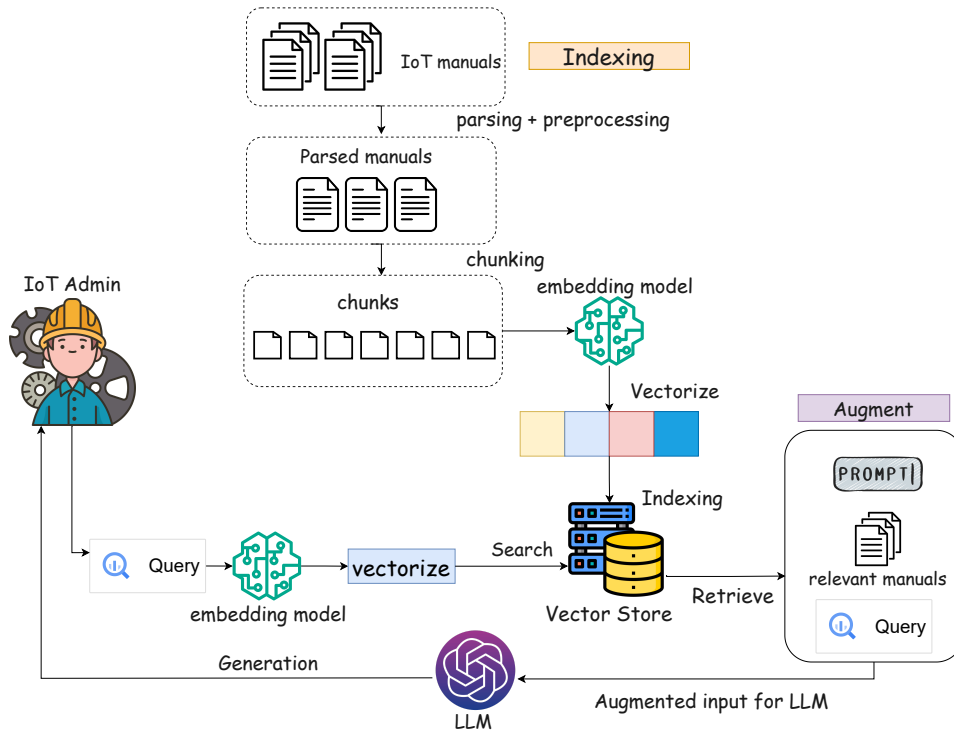 IoT manuals
Indexing
parsing + preprocessing
Parsed manuals
chunking
IoT Admin
embedding model
chunks
Vectorize
Augment
PROMPT
Indexing
Search
Query
vectorize
relevant manuals
embedding model
Vector Store
Retrieve
Query
Generation
Augmented input for LLM
LLM